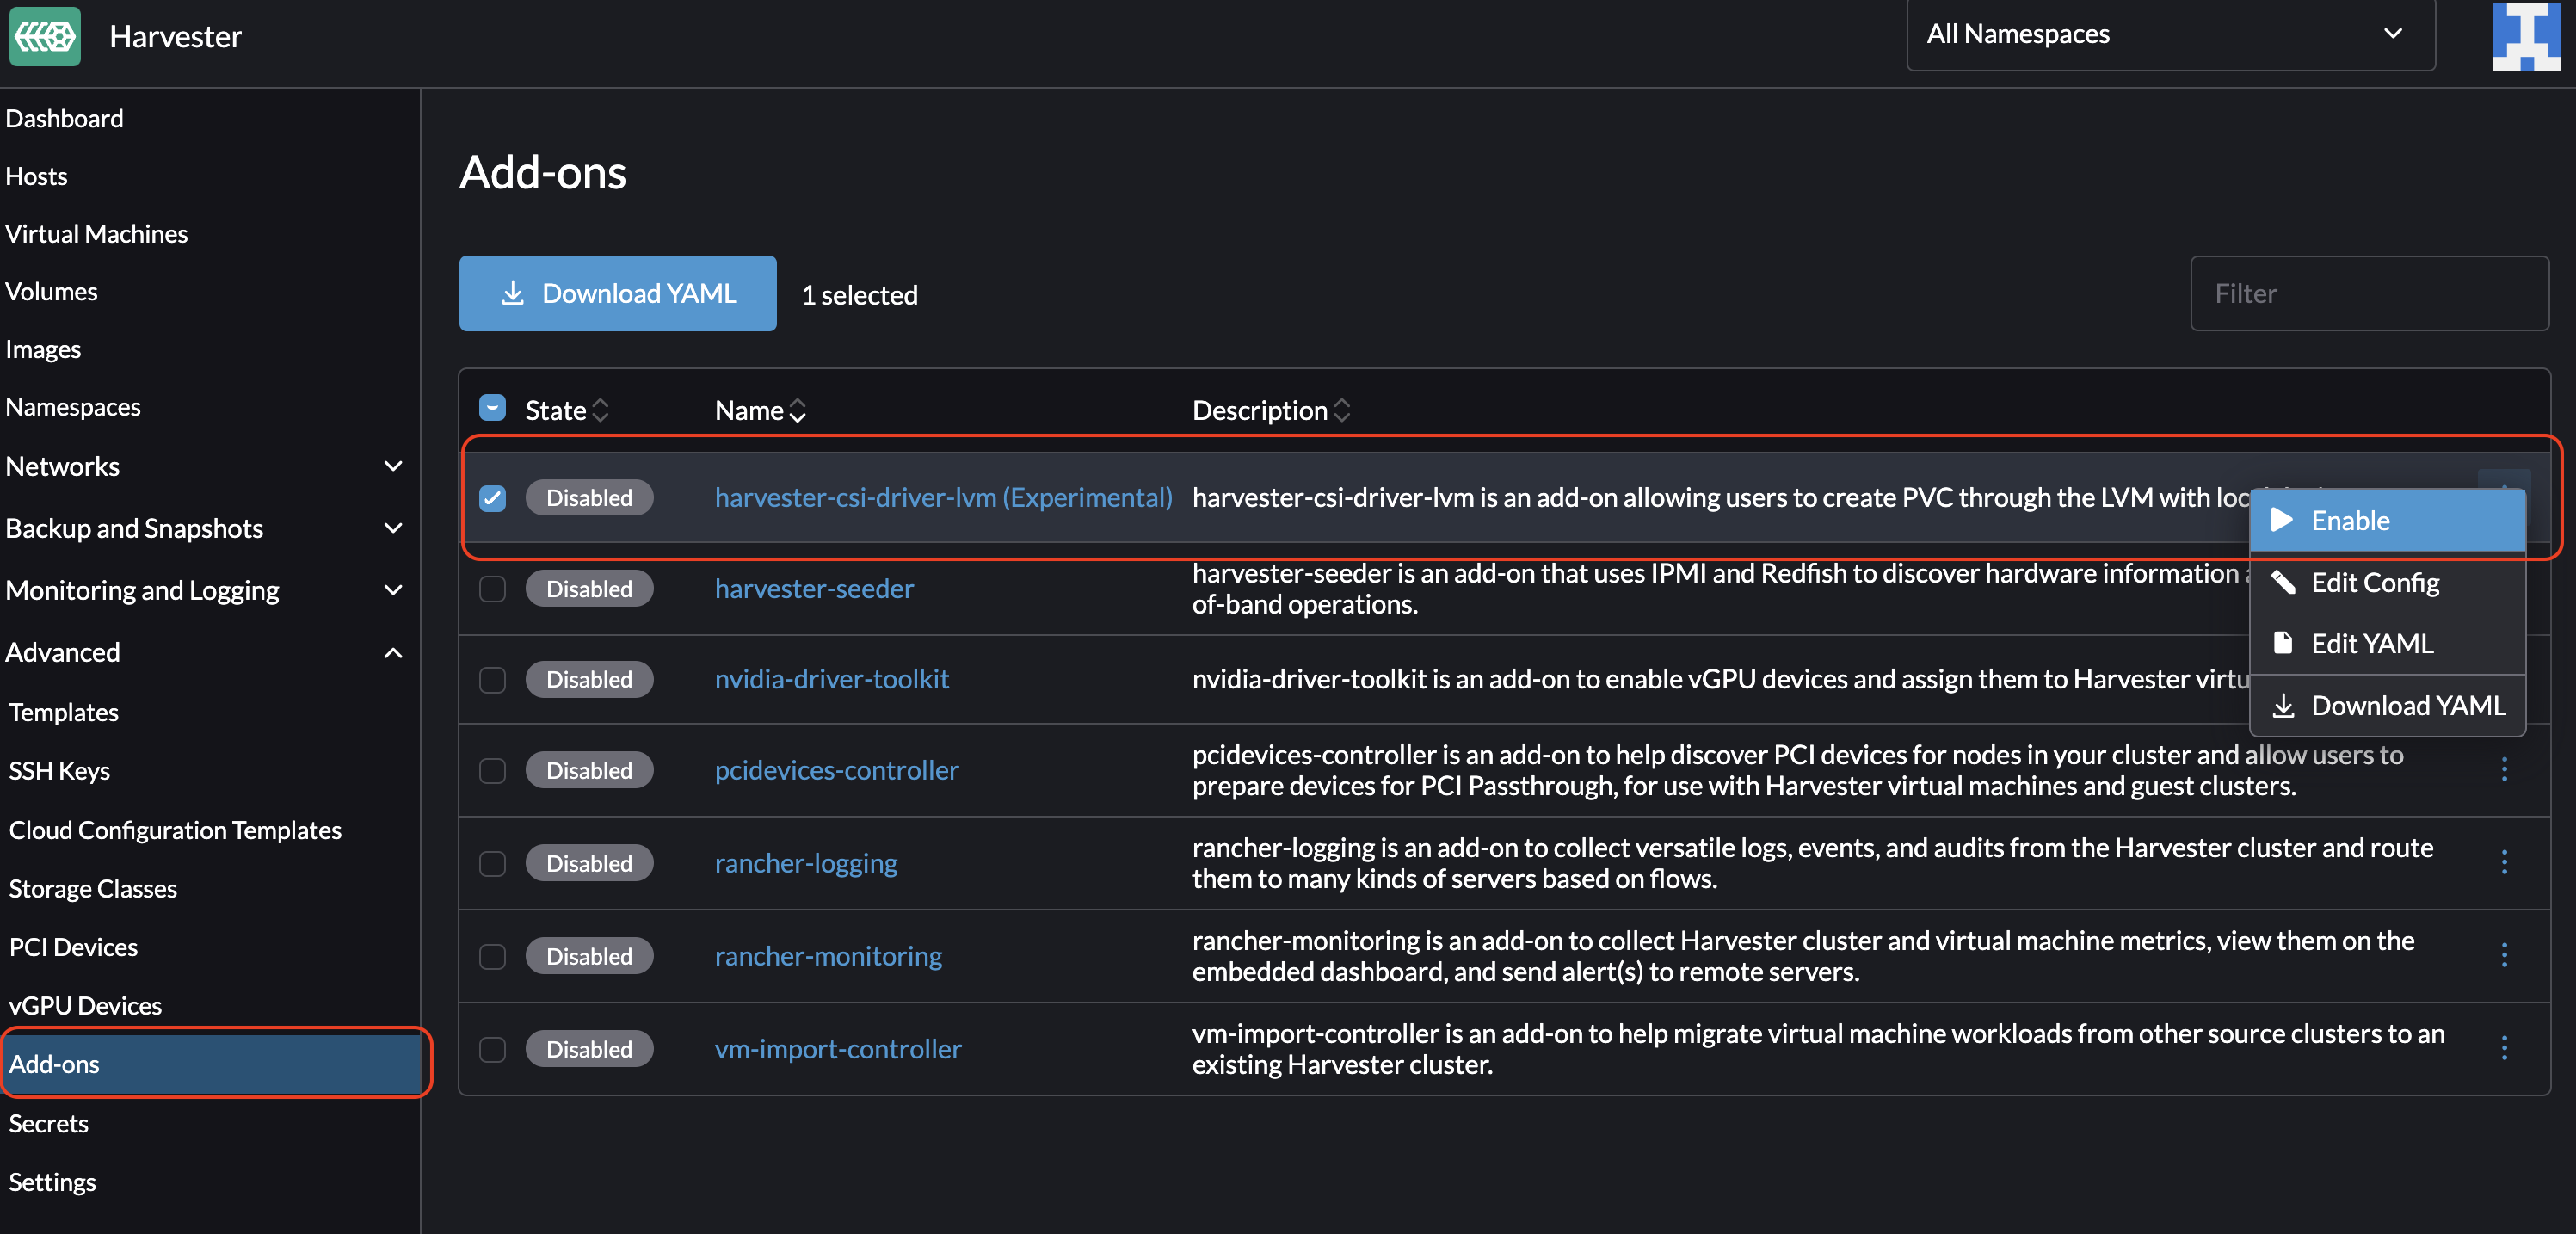 Harvester
All Namespaces
Dashboard
Hosts
Virtual Machines
Volumes
Images
Namespaces
Networks
Backup and Snapshots
Monitoring and Logging
Advanced
Templates
SSH Keys
Cloud Configuration Templates
Storage Classes
PCI Devices
vGPU Devices
Add-ons
Secrets
Settings
Add-ons
Download YAML
1 selected
Filter
State
Name
Description
Disabled
harvester-csi-driver-lvm (Experimental)
harvester-csi-driver-lvm is an add-on allowing users to create PVC through the LVM with
Disabled
harvester-seeder
harvester-seeder is an add-on that uses IPMI and Redfish to discover hardware information
of-band operations.
Disabled
nvidia-driver-toolkit
nvidia-driver-toolkit is an add-on to enable vGPU devices and assign them to Harvester
Disabled
pcidevices-controller
pcidevices-controller is an add-on to help discover PCI devices for nodes in your cluster and allow users to
prepare devices for PCI Passthrough, for use with Harvester virtual machines and guest clusters.
Disabled
rancher-logging
rancher-logging is an add-on to collect versatile logs, events, and audits from the Harvester cluster and route
them to many kinds of servers based on flows.
Disabled
rancher-monitoring
rancher-monitoring is an add-on to collect Harvester cluster and virtual machine metrics, view them on the
embedded dashboard, and send alert(s) to remote servers.
Disabled
vm-import-controller
vm-import-controller is an add-on to help migrate virtual machine workloads from other source clusters to an
existing Harvester cluster.
Enable
Edit Config
Edit YAML
Download YAML